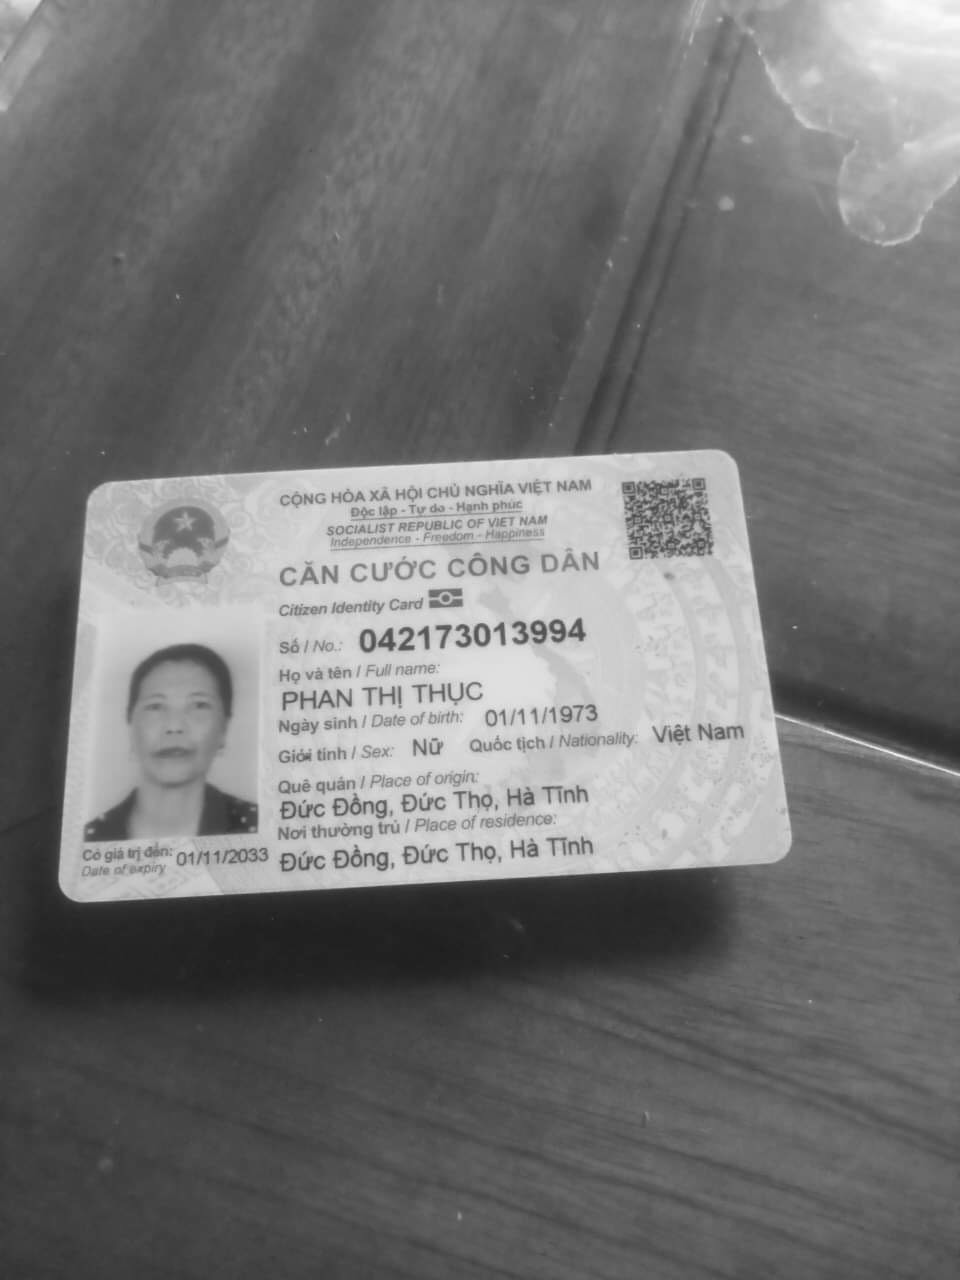 CỘNG HÒA XÃ HỘI CHỦ NGHĨA VIỆT NAM
Độc lập - Tự do - Hạnh phúc
SOCIALIST REPUBLIC OF VIET NAM
Independence - Freedom - Happiness
CĂN CƯỚC CÔNG DÂN
Citizen Identity Card
Số / No.: 042173013994
Họ và tên / Full name:
PHAN THỊ THỤC
Ngày sinh / Date of birth: 01/11/1973
Giới tính / Sex: Nữ Quốc tịch / Nationality: Việt Nam
Quê quán / Place of origin:
Đức Đồng, Đức Thọ, Hà Tĩnh
Nơi thường trú / Place of residence:
Đức Đồng, Đức Thọ, Hà Tĩnh
Có giá trị đến: 01/11/2033
Date of expiry